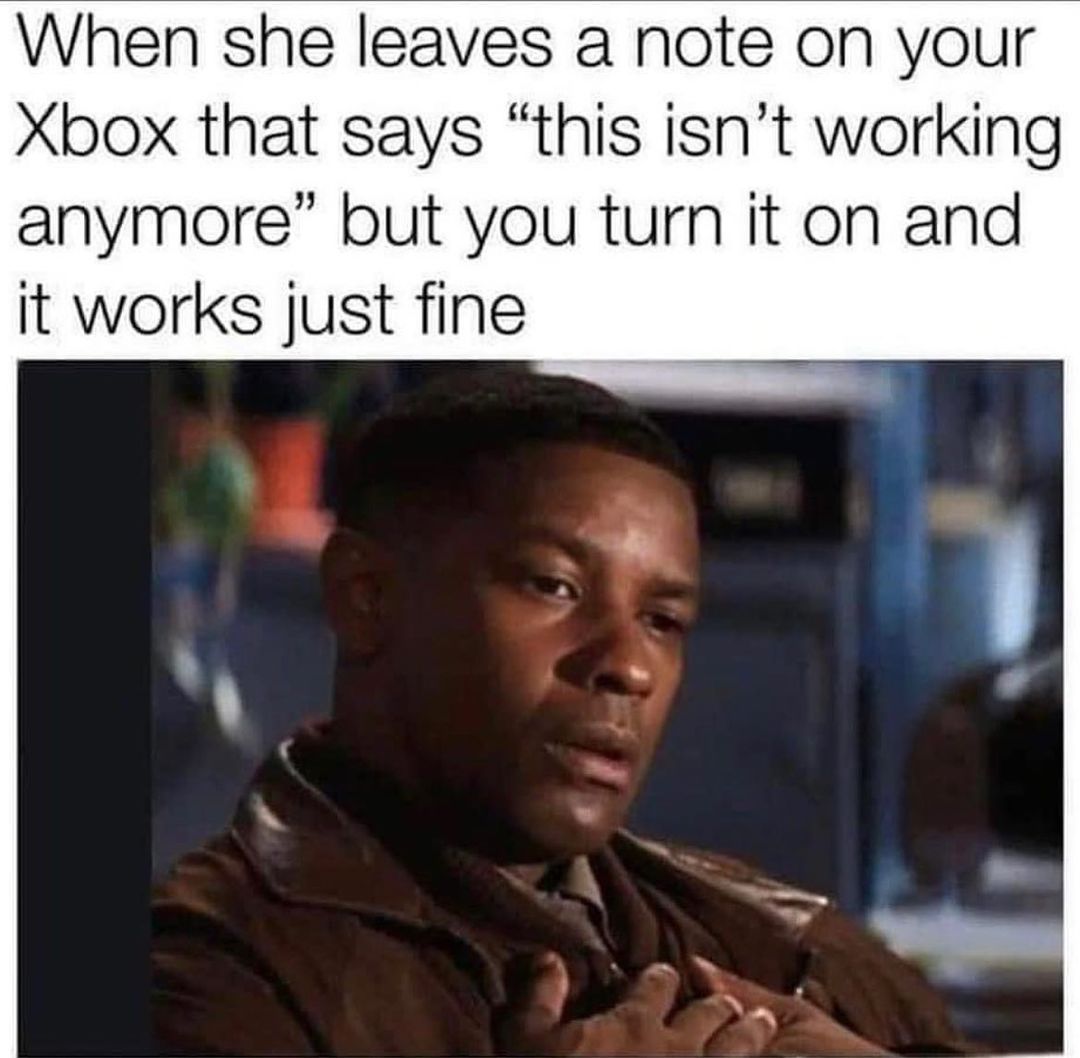 When she leaves a note on your
Xbox that says “this isn’t working
anymore” but you turn it on and
it works just fine